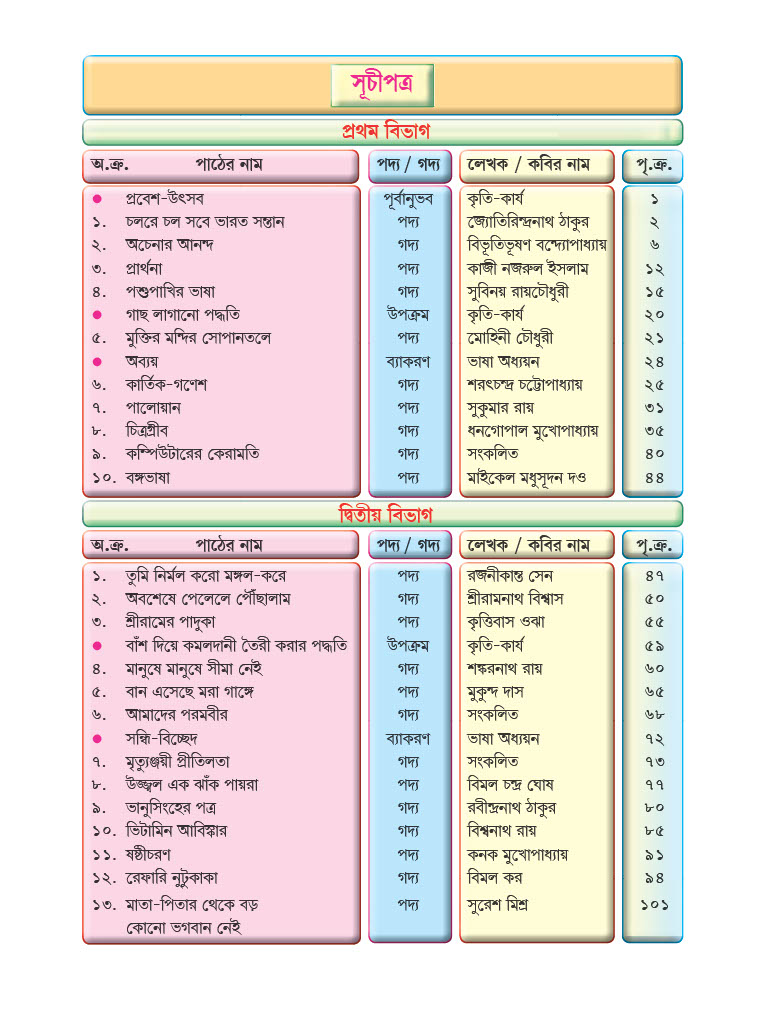 সূচীপত্র
প্রথম বিভাগ
অ.ক্র. পাঠের নাম পদ্য / গদ্য লেখক / কবির নাম পৃ.ক্র.
● প্রবেশ-উৎসব পূর্বানুভব কৃতি-কার্য ১
১. চলরে চল সবে ভারত সন্তান পদ্য জ্যোতিরিন্দ্রনাথ ঠাকুর ২
২. অচেনার আনন্দ গদ্য বিভূতিভূষণ বন্দ্যোপাধ্যায় ৬
৩. প্রার্থনা পদ্য কাজী নজরুল ইসলাম ১২
৪. পশুপাখির ভাষা গদ্য সুবিনয় রায়চৌধুরী ১৫
● গাছ লাগানো পদ্ধতি উপক্রম কৃতি-কার্য ২০
৫. মুক্তির মন্দির সোপানতলে পদ্য মোহিনী চৌধুরী ২১
● অব্যয় ব্যাকরণ ভাষা অধ্যয়ন ২৪
৬. কার্তিক-গণেশ গদ্য শরৎচন্দ্র চট্টোপাধ্যায় ২৫
৭. পালোয়ান পদ্য সুকুমার রায় ৩১
৮. চিত্রগ্রীব গদ্য ধনগোপাল মুখোপাধ্যায় ৩৫
৯. কম্পিউটারের কেরামতি গদ্য সংকলিত ৪০
১০. বঙ্গভাষা পদ্য মাইকেল মধুসূদন দও ৪৪
দ্বিতীয় বিভাগ
অ.ক্র. পাঠের নাম পদ্য / গদ্য লেখক / কবির নাম পৃ.ক্র.
১. তুমি নির্মল করো মঙ্গল-করে পদ্য রজনীকান্ত সেন ৪৭
২. অবশেষে পেলেলে পৌঁছালাম গদ্য শ্রীরামনাথ বিশ্বাস ৫০
৩. শ্রীরামের পাদুকা পদ্য কৃত্তিবাস ওঝা ৫৫
● বাঁশ দিয়ে কমলদানী তৈরী করার পদ্ধতি উপক্রম কৃতি-কার্য ৫৯
৪. মানুষে মানুষে সীমা নেই গদ্য শঙ্করনাথ রায় ৬০
৫. বান এসেছে মরা গাঙ্গে পদ্য মুকুন্দ দাস ৬৫
৬. আমাদের পরমবীর গদ্য সংকলিত ৬৮
● সন্ধি-বিচ্ছেদ ব্যাকরণ ভাষা অধ্যয়ন ৭২
৭. মৃত্যুঞ্জয়ী প্রীতিলতা গদ্য সংকলিত ৭৩
৮. উজ্জ্বল এক ঝাঁক পায়রা পদ্য বিমল চন্দ্র ঘোষ ৭৭
৯. ভানুসিংহের পত্র গদ্য রবীন্দ্রনাথ ঠাকুর ৮০
১০. ভিটামিন আবিস্কার গদ্য বিশ্বনাথ রায় ৮৫
১১. ষষ্ঠীচরণ পদ্য কনক মুখোপাধ্যায় ৯১
১২. রেফারি নুটুকাকা গদ্য বিমল কর ৯৪
১৩. মাতা-পিতার থেকে বড় পদ্য সুরেশ মিশ্র ১০১
কোনো ভগবান নেই